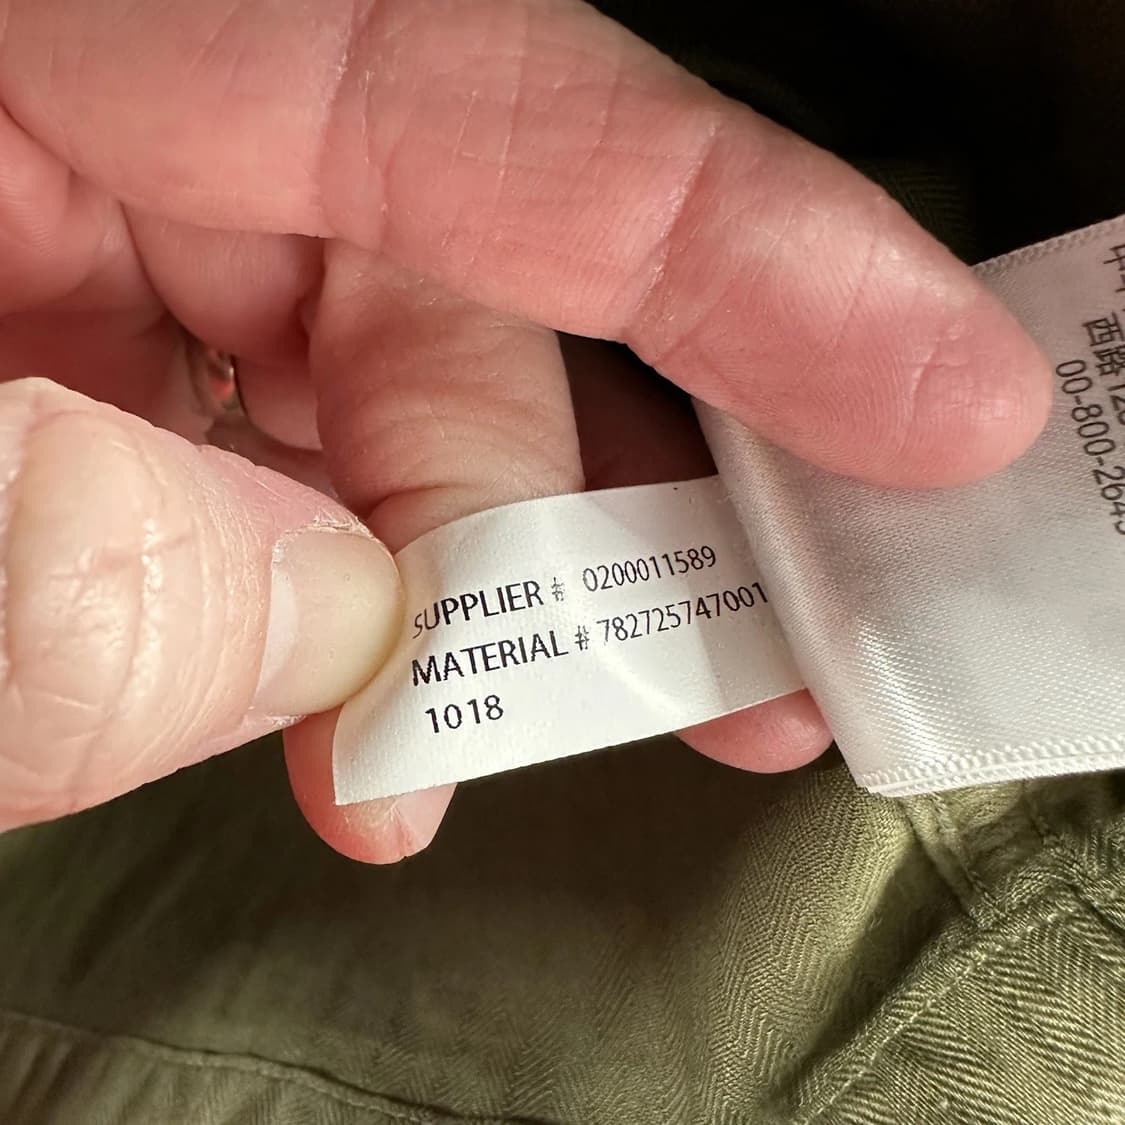 SUPPLIER # 0200011589
MATERIAL # 782725747001
1018
西路
00-800-264